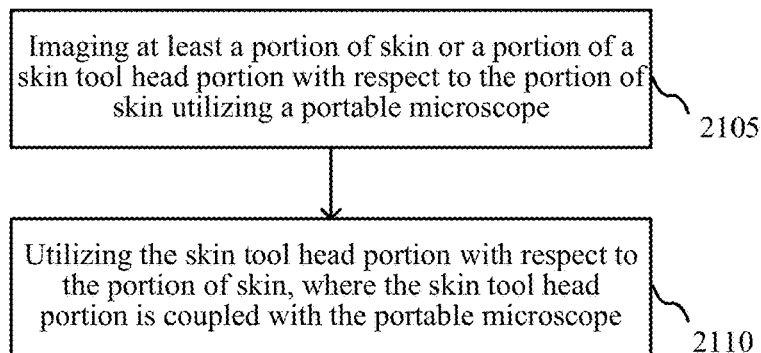 Imaging at least a portion of skin or a portion of a
skin tool head portion with respect to the portion of
skin utilizing a portable microscope
2105
Utilizing the skin tool head portion with respect to
the portion of skin, where the skin tool head
portion is coupled with the portable microscope
2110